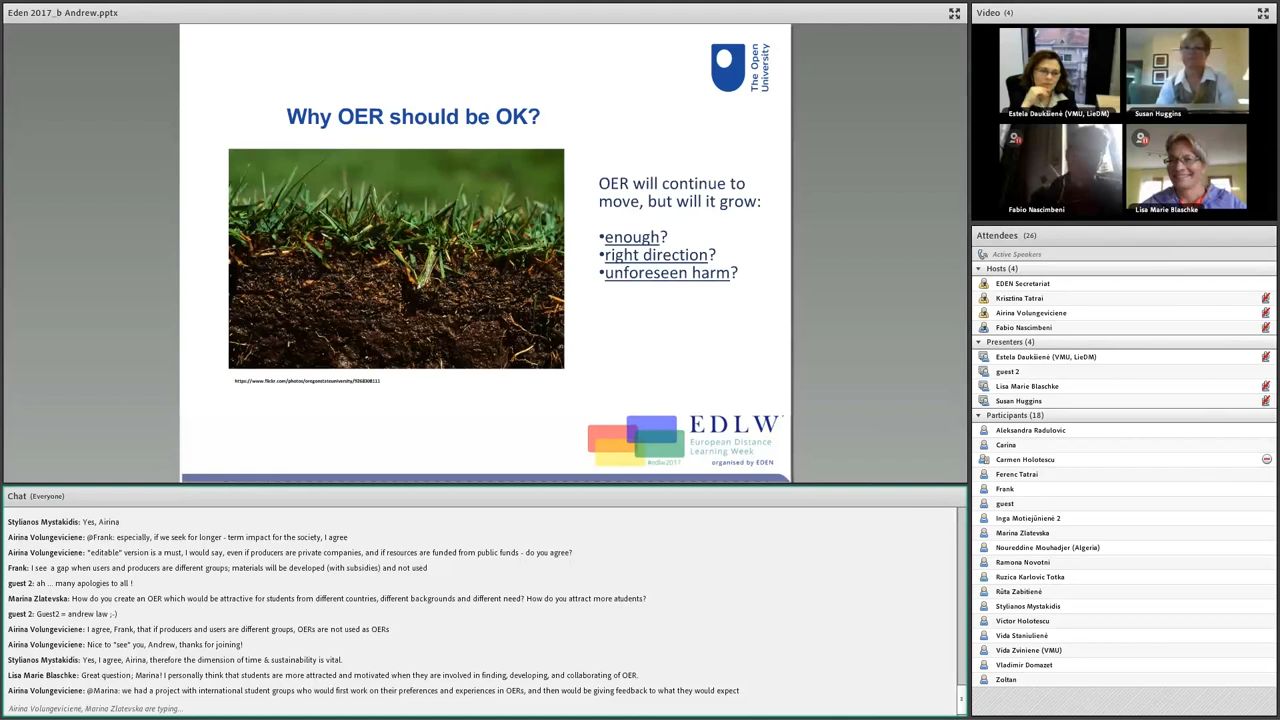 Eden 2017_b Andrew.pptx
The Open
University
Why OER should be OK?
OER will continue to
move, but will it grow:
•enough?
•right direction?
•unforeseen harm?
https://www.flickr.com/photos/oregonstateuniversity/9268308111
EDLW
European Distance
Learning Week
#edlw2017
organised by EDEN
Chat (Everyone)
Stylianos Mystakidis: Yes, Airina
Airina Volungeviciene: @Frank: especially, if we seek for longer - term impact for the society, I agree
Airina Volungeviciene: "editable" version is a must, I would say, even if producers are private companies, and if resources are funded from public funds - do you agree?
Frank: I see a gap when users and producers are different groups; materials will be developed (with subsidies) and not used
guest 2: ah ... many apologies to all !
Marina Zlatevska: How do you create an OER which would be attractive for students from different countries, different backgrounds and different need? How do you attract more atudents?
guest 2: Guest2 = andrew law ;-)
Airina Volungeviciene: I agree, Frank, that if producers and users are different groups, OERs are not used as OERs
Airina Volungeviciene: Nice to "see" you, Andrew, thanks for joining!
Stylianos Mystakidis: Yes, I agree, Airina, therefore the dimension of time & sustainability is vital.
Lisa Marie Blaschke: Great question, Marina! I personally think that students are more attracted and motivated when they are involved in finding, developing, and collaborating of OER.
Airina Volungeviciene: @Marina: we had a project with international student groups who would first work on their preferences and experiences in OERs, and then would be giving feedback to what they would expect
Airina Volungeviciene, Marina Zlatevska are typing...
Video (4)
Estela Daukšienė (VMU, LieDM)
Susan Huggins
Fabio Nascimbeni
Lisa Marie Blaschke
Attendees (26)
Active Speakers
Hosts (4)
EDEN Secretariat
Krisztina Tatrai
Airina Volungeviciene
Fabio Nascimbeni
Presenters (4)
Estela Daukšienė (VMU, LieDM)
guest 2
Lisa Marie Blaschke
Susan Huggins
Participants (18)
Aleksandra Radulovic
Carina
Carmen Holotescu
Ferenc Tatrai
Frank
guest
Inga Motiejūnienė 2
Marina Zlatevska
Noureddine Mouhadjer (Algeria)
Ramona Novotni
Ruzica Karlovic Totka
Rūta Zabitienė
Stylianos Mystakidis
Victor Holotescu
Vida Staniulienė
Vida Zviniene (VMU)
Vladimir Domazet
Zoltan